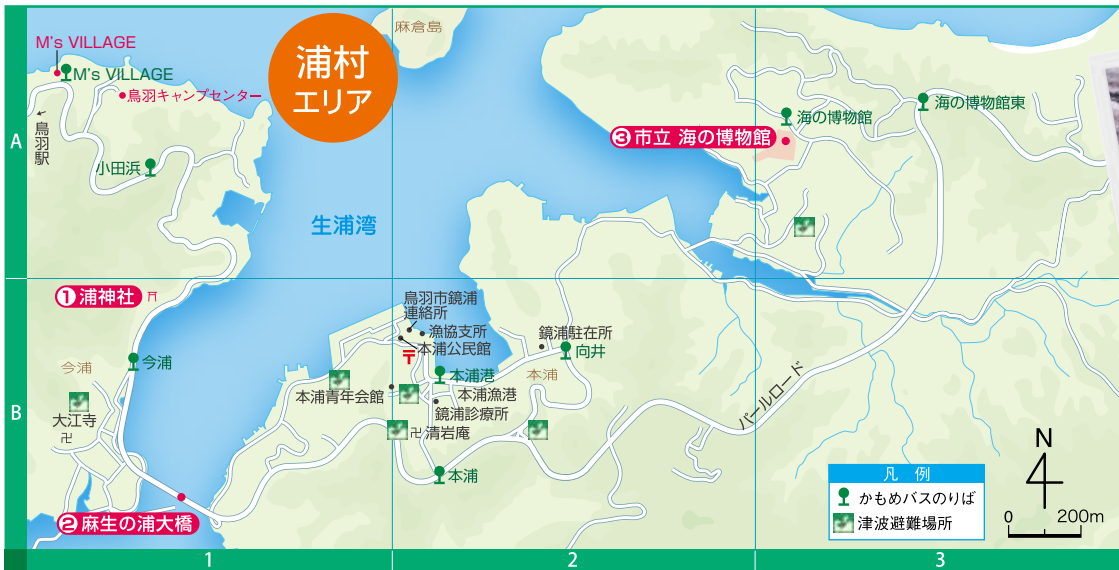 M's VILLAGE
M's VILLAGE
鳥羽キャンプセンター
浦村
エリア
麻倉島
A
鳥羽駅
小田浜
生浦湾
海の博物館
海の博物館東
③市立 海の博物館
①浦神社
鳥羽市鏡浦
連絡所
漁協支所
本浦公民館
〒
鏡浦駐在所
向井
今浦
今浦
本浦港
本浦
本浦青年会館
本浦漁港
鏡浦診療所
B
大江寺
卍
卍清岩庵
本浦
パールロード
②麻生の浦大橋
凡 例
かもめバスのりば
津波避難場所
N
0 200m
1
2
3